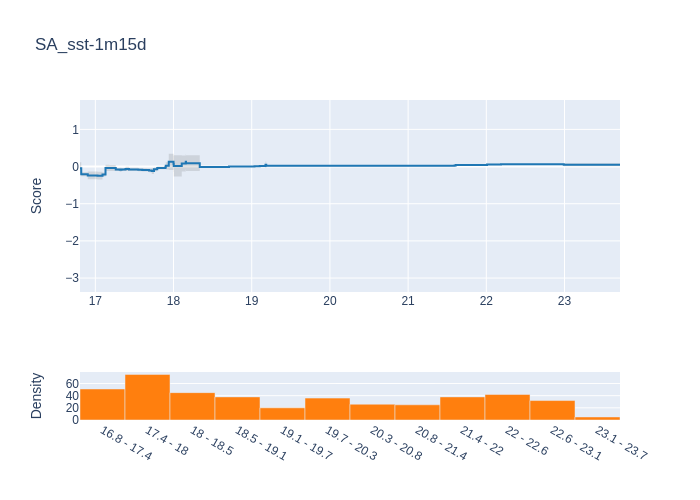 SA_sst-1m15d
Score
1
0
−1
−2
−3
17 18 19 20 21 22 23
Density
60
40
20
0
16.8 - 17.4
17.4 - 18
18 - 18.5
18.5 - 19.1
19.1 - 19.7
19.7 - 20.3
20.3 - 20.8
20.8 - 21.4
21.4 - 22
22 - 22.6
22.6 - 23.1
23.1 - 23.7